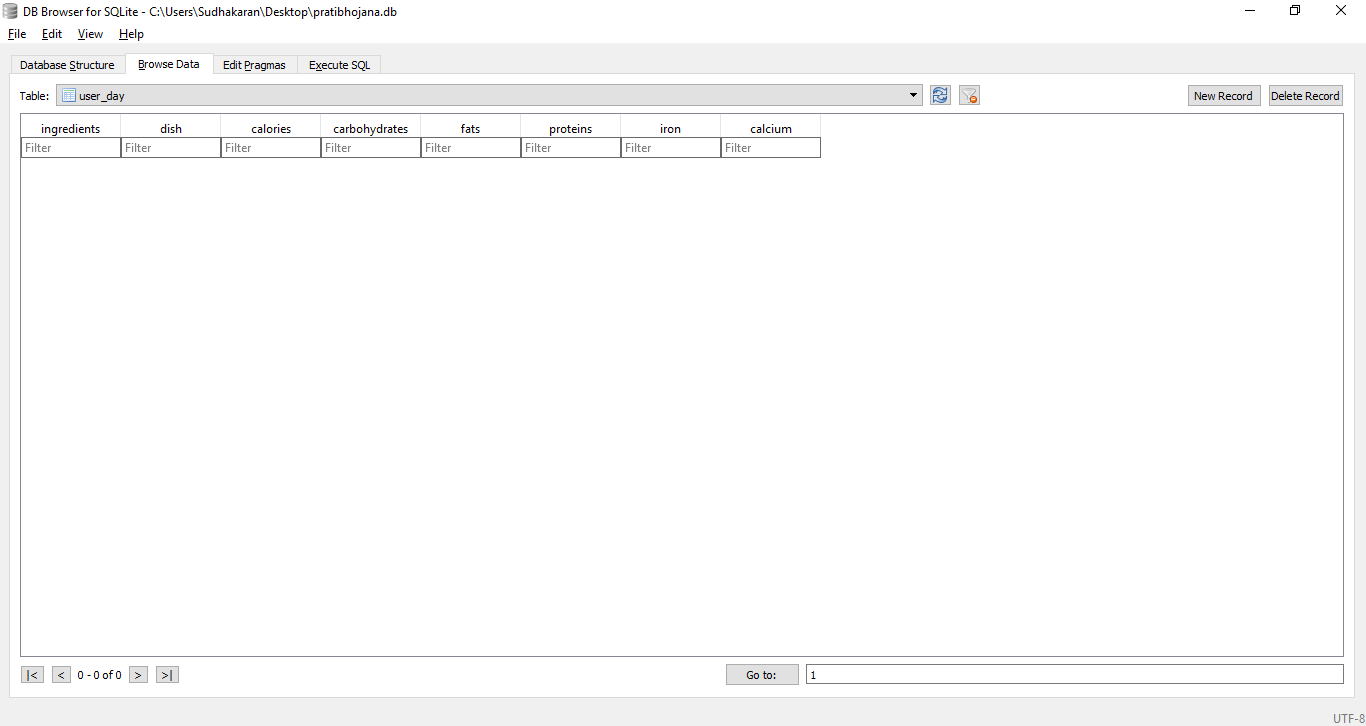 DB Browser for SQLite - C:\Users\Sudhakaran\Desktop\pratibhojana.db
File Edit View Help
Database Structure Browse Data Edit Pragmas Execute SQL
Table: user_day New Record Delete Record
ingredients dish calories carbohydrates fats proteins iron calcium
Filter Filter Filter Filter Filter Filter Filter Filter
|< < 0 - 0 of 0 > >| Go to: 1
UTF-8